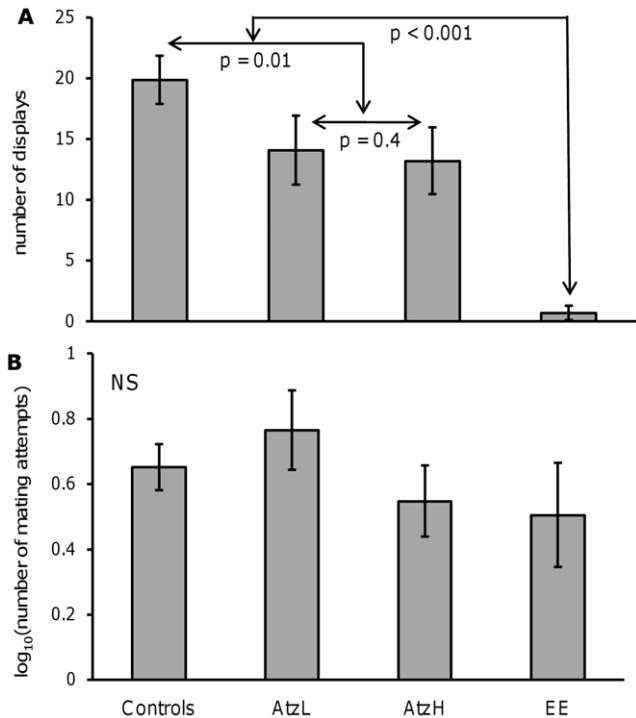 A
25
20
15
10
5
0
number of displays
p = 0.01
p < 0.001
p = 0.4
B
1
0.8
0.6
0.4
0.2
0
log₁₀(number of mating attempts)
NS
Controls AtzL AtzH EE